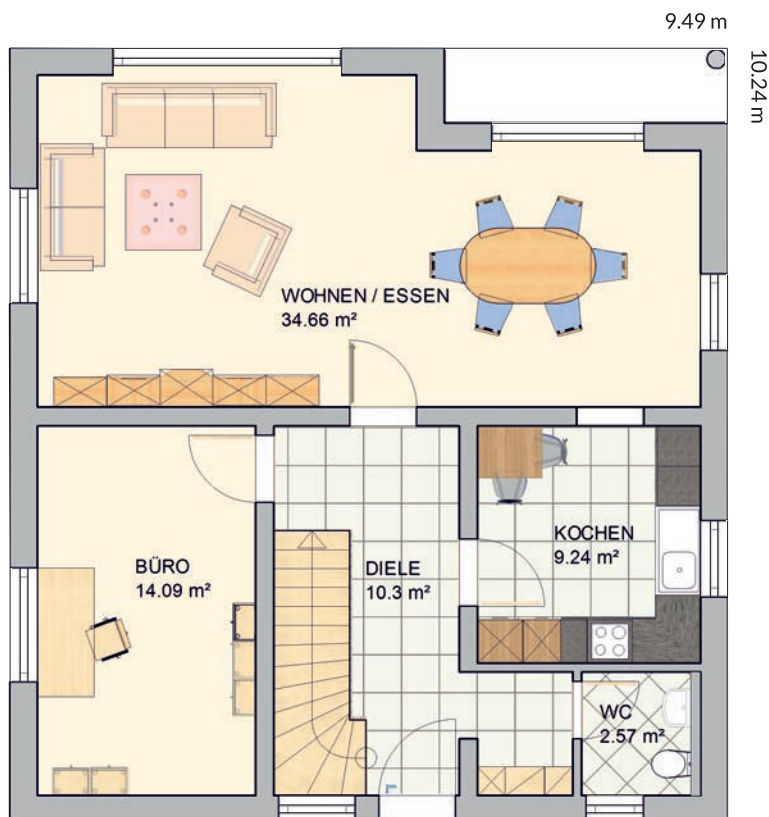 9.49 m
10.24 m
WOHNEN / ESSEN
34.66 m²
BÜRO
14.09 m²
DIELE
10.3 m²
KOCHEN
9.24 m²
WC
2.57 m²